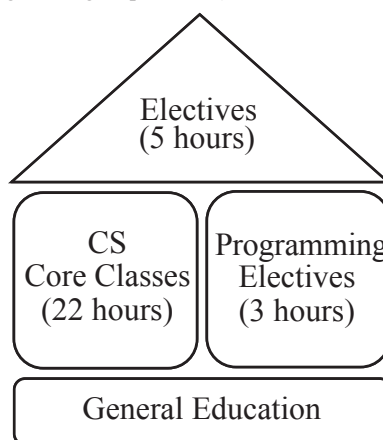 Electives
(5 hours)
CS
Core Classes
(22 hours)
Programming
Electives
(3 hours)
General Education